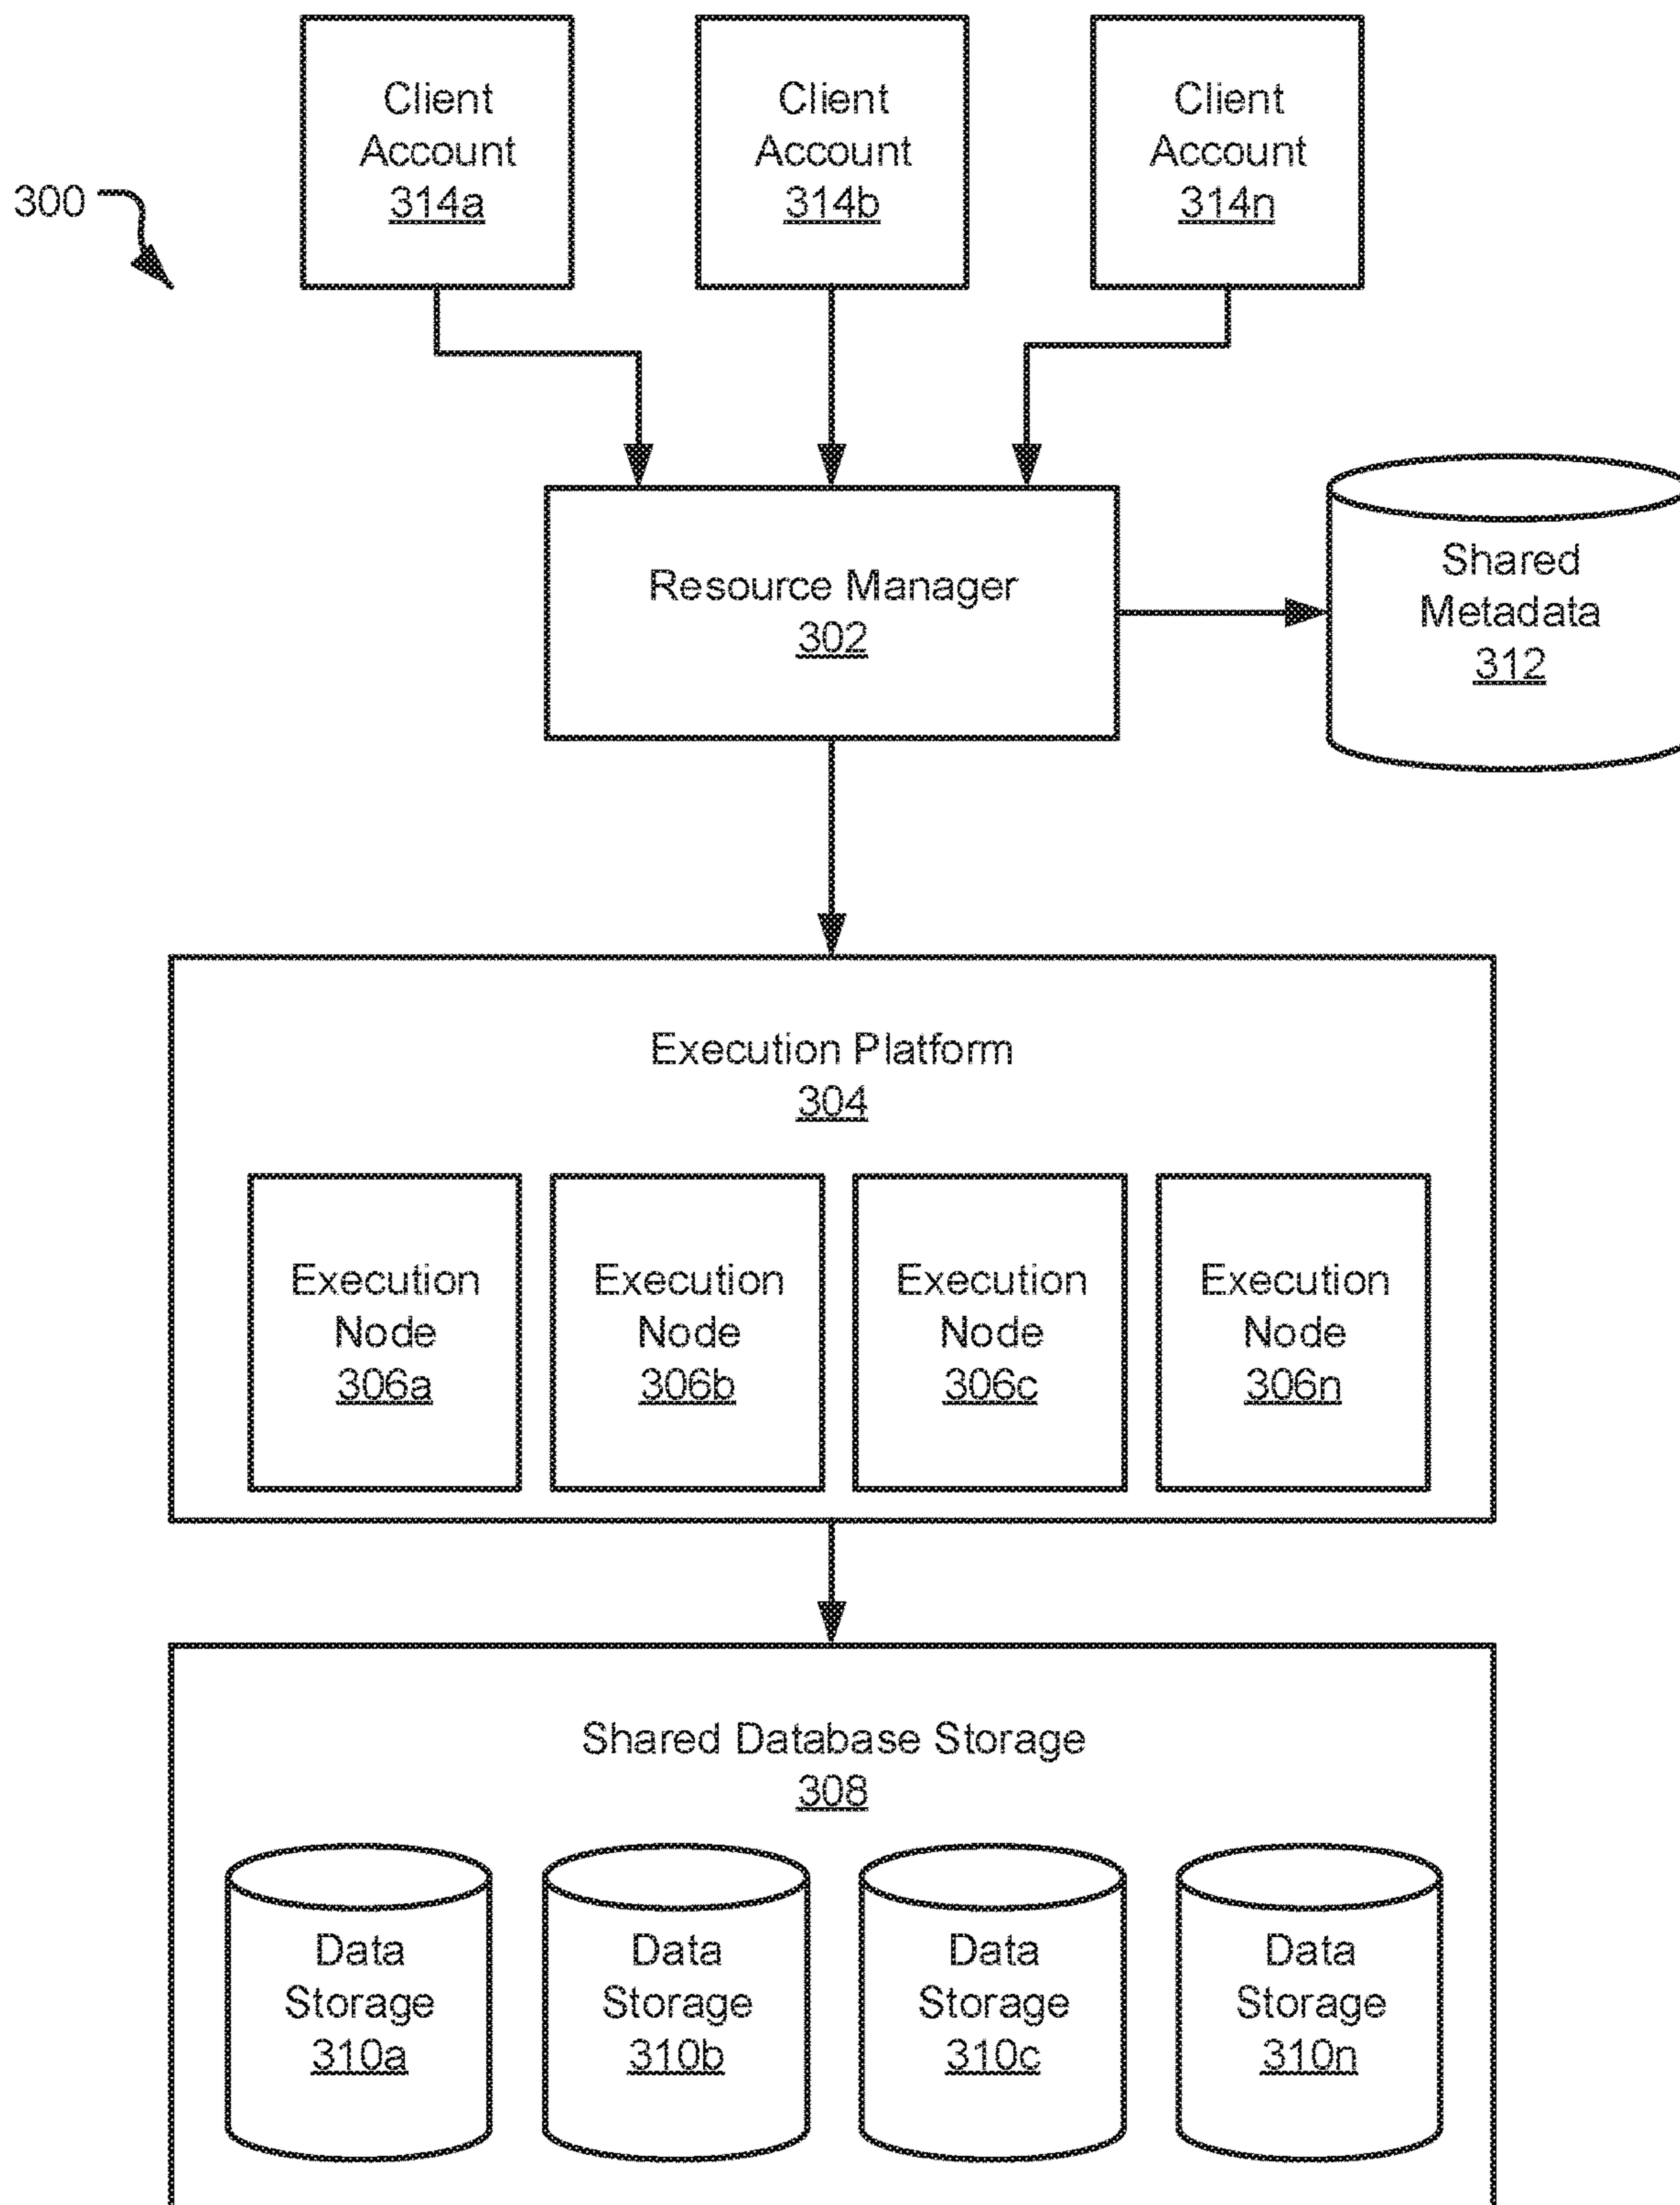 Client
Account
314a
Client
Account
314b
Client
Account
314n
300
Resource Manager
302
Shared
Metadata
312
Execution Platform
304
Execution
Node
306a
Execution
Node
306b
Execution
Node
306c
Execution
Node
306n
Shared Database Storage
308
Data
Storage
310a
Data
Storage
310b
Data
Storage
310c
Data
Storage
310n